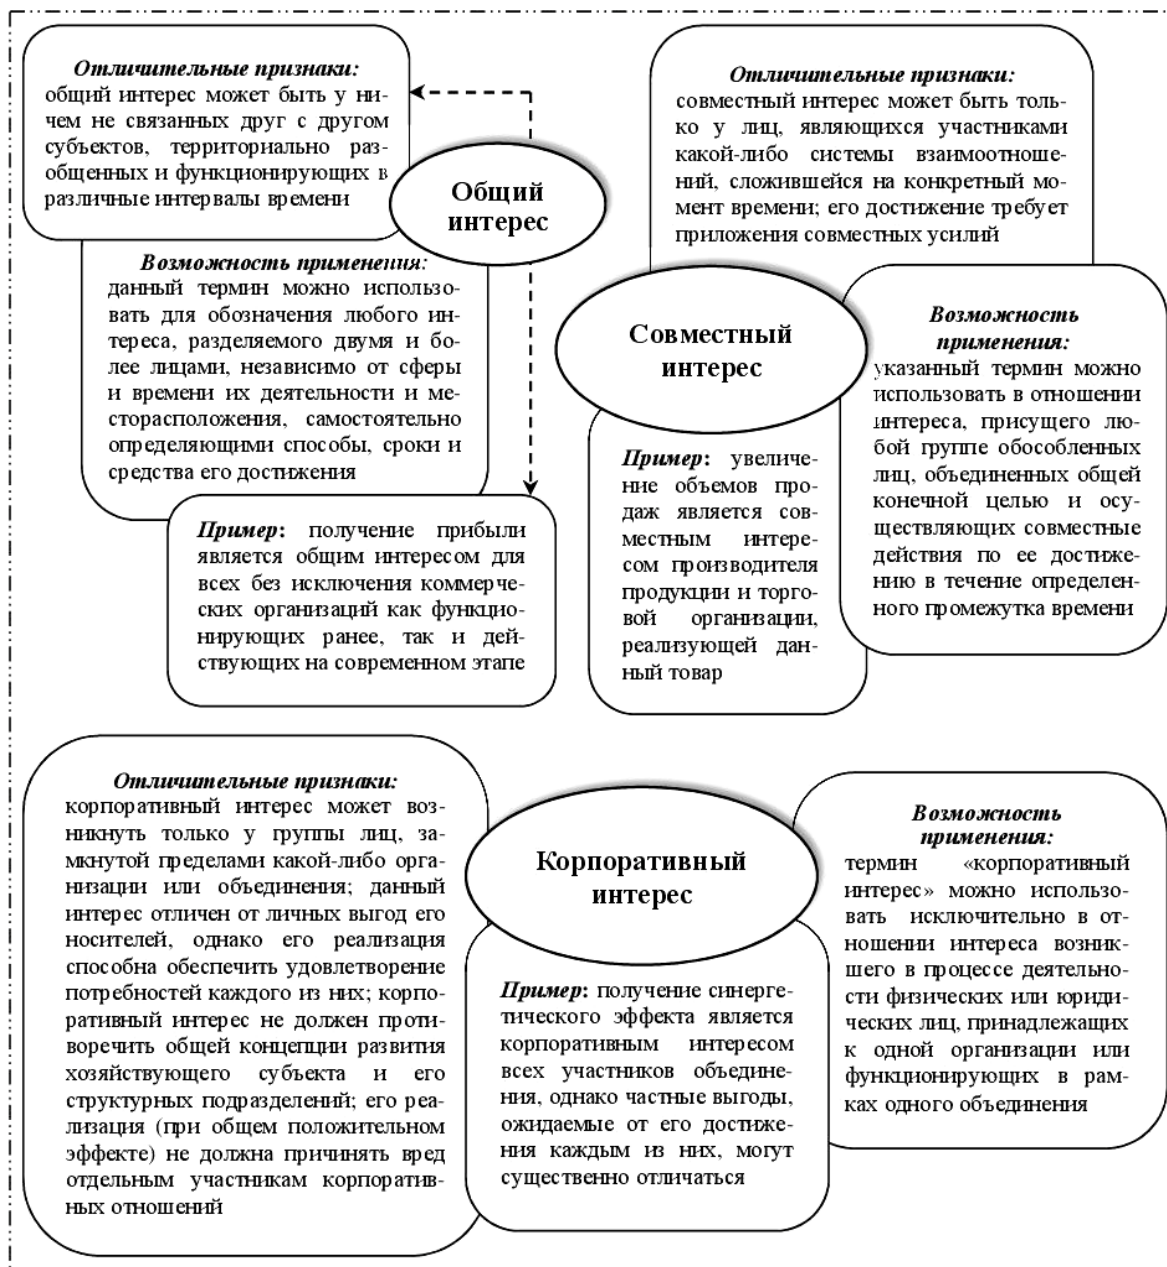 Отличительные признаки:
общий интерес может быть у ни-
чем не связанных друг с другом
субъектов, территориально раз-
общенных и функционирующих в
различные интервалы времени
Общий
интерес
Возможность применения:
данный термин можно использо-
вать для обозначения любого ин-
тереса, разделяемого двумя и бо-
лее лицами, независимо от сферы
и времени их деятельности и ме-
сторасположения, самостоятельно
определяющими способы, сроки и
средства его достижения
Пример: получение прибыли
является общим интересом для
всех без исключения коммерче-
ских организаций как функцио-
нирующих ранее, так и дей-
ствующих на современном этапе
Отличительные признаки:
совместный интерес может быть толь-
ко у лиц, являющихся участниками
какой-либо системы взаимоотноше-
ний, сложившейся на конкретный мо-
мент времени; его достижение требует
приложения совместных усилий
Совместный
интерес
Возможность
применения:
указанный термин можно
использовать в отношении
интереса, присущего лю-
бой группе обособленных
лиц, объединенных общей
конечной целью и осу-
ществляющих совместные
действия по ее достиже-
нию в течение определен-
ного промежутка времени
Пример: увеличе-
ние объемов про-
даж является сов-
местным интере-
сом производителя
продукции и торго-
вой организации,
реализующей дан-
ный товар
Отличительные признаки:
корпоративный интерес может воз-
никнуть только у группы лиц, за-
мкнутой пределами какой-либо орга-
низации или объединения; данный
интерес отличен от личных выгод его
носителей, однако его реализация
способна обеспечить удовлетворение
потребностей каждого из них; корпо-
ративный интерес не должен проти-
воречить общей концепции развития
хозяйствующего субъекта и его
структурных подразделений; его реа-
лизация (при общем положительном
эффекте) не должна причинять вред
отдельным участникам корпоратив-
ных отношений
Корпоративный
интерес
Пример: получение синерге-
тического эффекта является
корпоративным интересом
всех участников объедине-
ния, однако частные выгоды,
ожидаемые от его достиже-
ния каждым из них, могут
существенно отличаться
Возможность
применения:
термин «корпоративный
интерес» можно использо-
вать исключительно в от-
ношении интереса возник-
шего в процессе деятельно-
сти физических или юриди-
ческих лиц, принадлежащих
к одной организации или
функционирующих в рам-
ках одного объединения